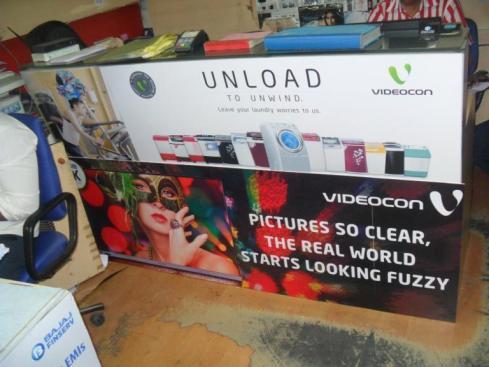 UNLOAD
TO UNWIND.
Leave your laundry worries to us.
VIDEOCON
VIDEOCON
PICTURES SO CLEAR,
THE REAL WORLD
STARTS LOOKING FUZZY
BAJAJ
FINSERV
EMIs